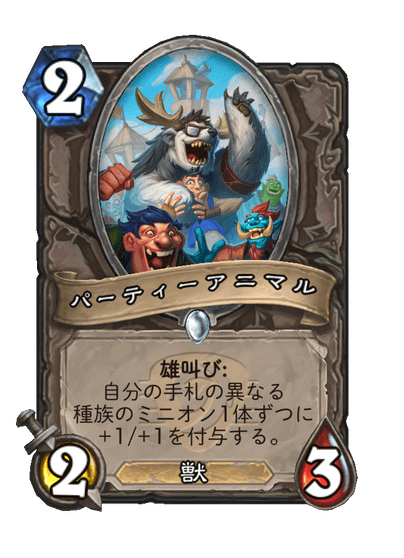 2
パーティーアニマル
雄叫び:
自分の手札の異なる
種族のミニオン1体ずつに
+1/+1を付与する。
2
獣
3